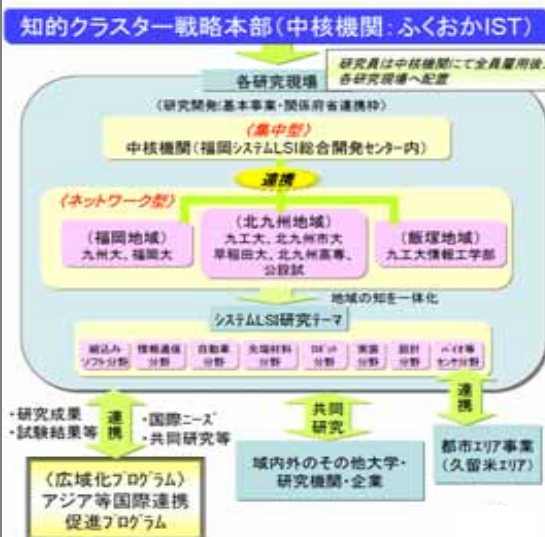 知的クラスター戦略本部(中核機関:ふくおかIST)
研究員は中核機関にて全員雇用後、
各研究現場へ配置
各研究現場
(研究開発:基本事業・関係府省連携枠)
(集中型)
中核機関(福岡システムLSI総合開発センター内)
連携
(ネットワーク型)
(福岡地域)
九州大、福岡大
(北九州地域)
九工大、北九州市大
早稲田大、北九州高専、
公設試
(飯塚地域)
九工大情報工学部
地域の知を一体化
システムLSI研究テーマ
組込み
ソフト分野
情報通信
分野
自動車
分野
先端材料
分野
ロボット
分野
実装
分野
設計
分野
バイオ等
センサ分野
・研究成果
・試験結果等
連携
・国際ニーズ
・共同研究等
共同
研究
連携
〈広域化プログラム〉
アジア等国際連携
促進プログラム
域内外のその他大学・
研究機関・企業
都市エリア事業
(久留米エリア)